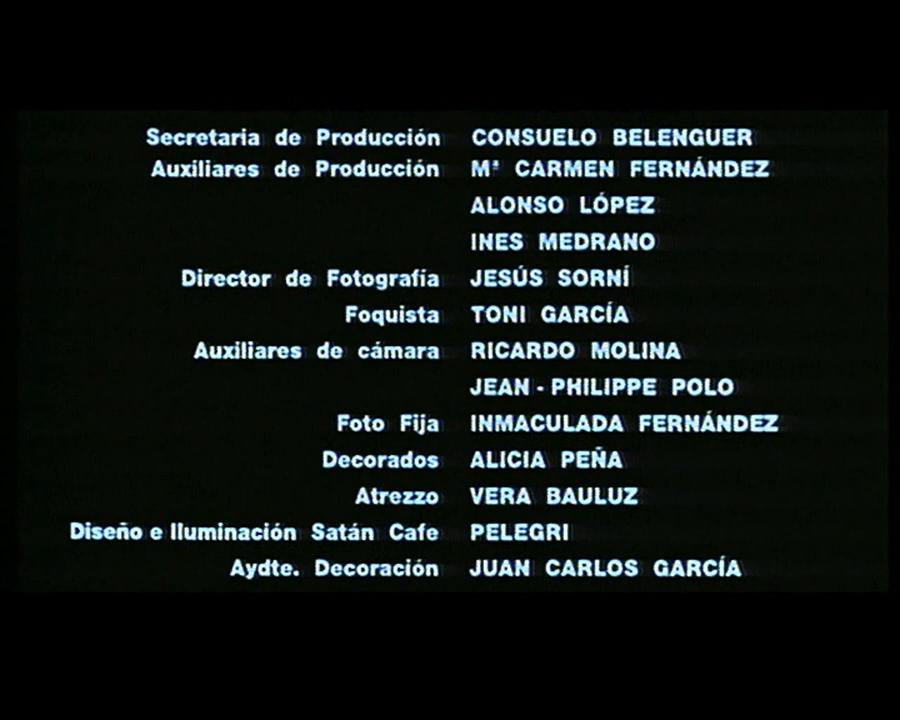 Secretaria de Producción CONSUELO BELENGUER
Auxiliares de Producción Mª CARMEN FERNÁNDEZ
ALONSO LÓPEZ
INES MEDRANO
Director de Fotografía JESÚS SORNÍ
Foquista TONI GARCÍA
Auxiliares de cámara RICARDO MOLINA
JEAN - PHILIPPE POLO
Foto Fija INMACULADA FERNÁNDEZ
Decorados ALICIA PEÑA
Atrezzo VERA BAULUZ
Diseño e Iluminación Satán Cafe PELEGRI
Aydte. Decoración JUAN CARLOS GARCÍA